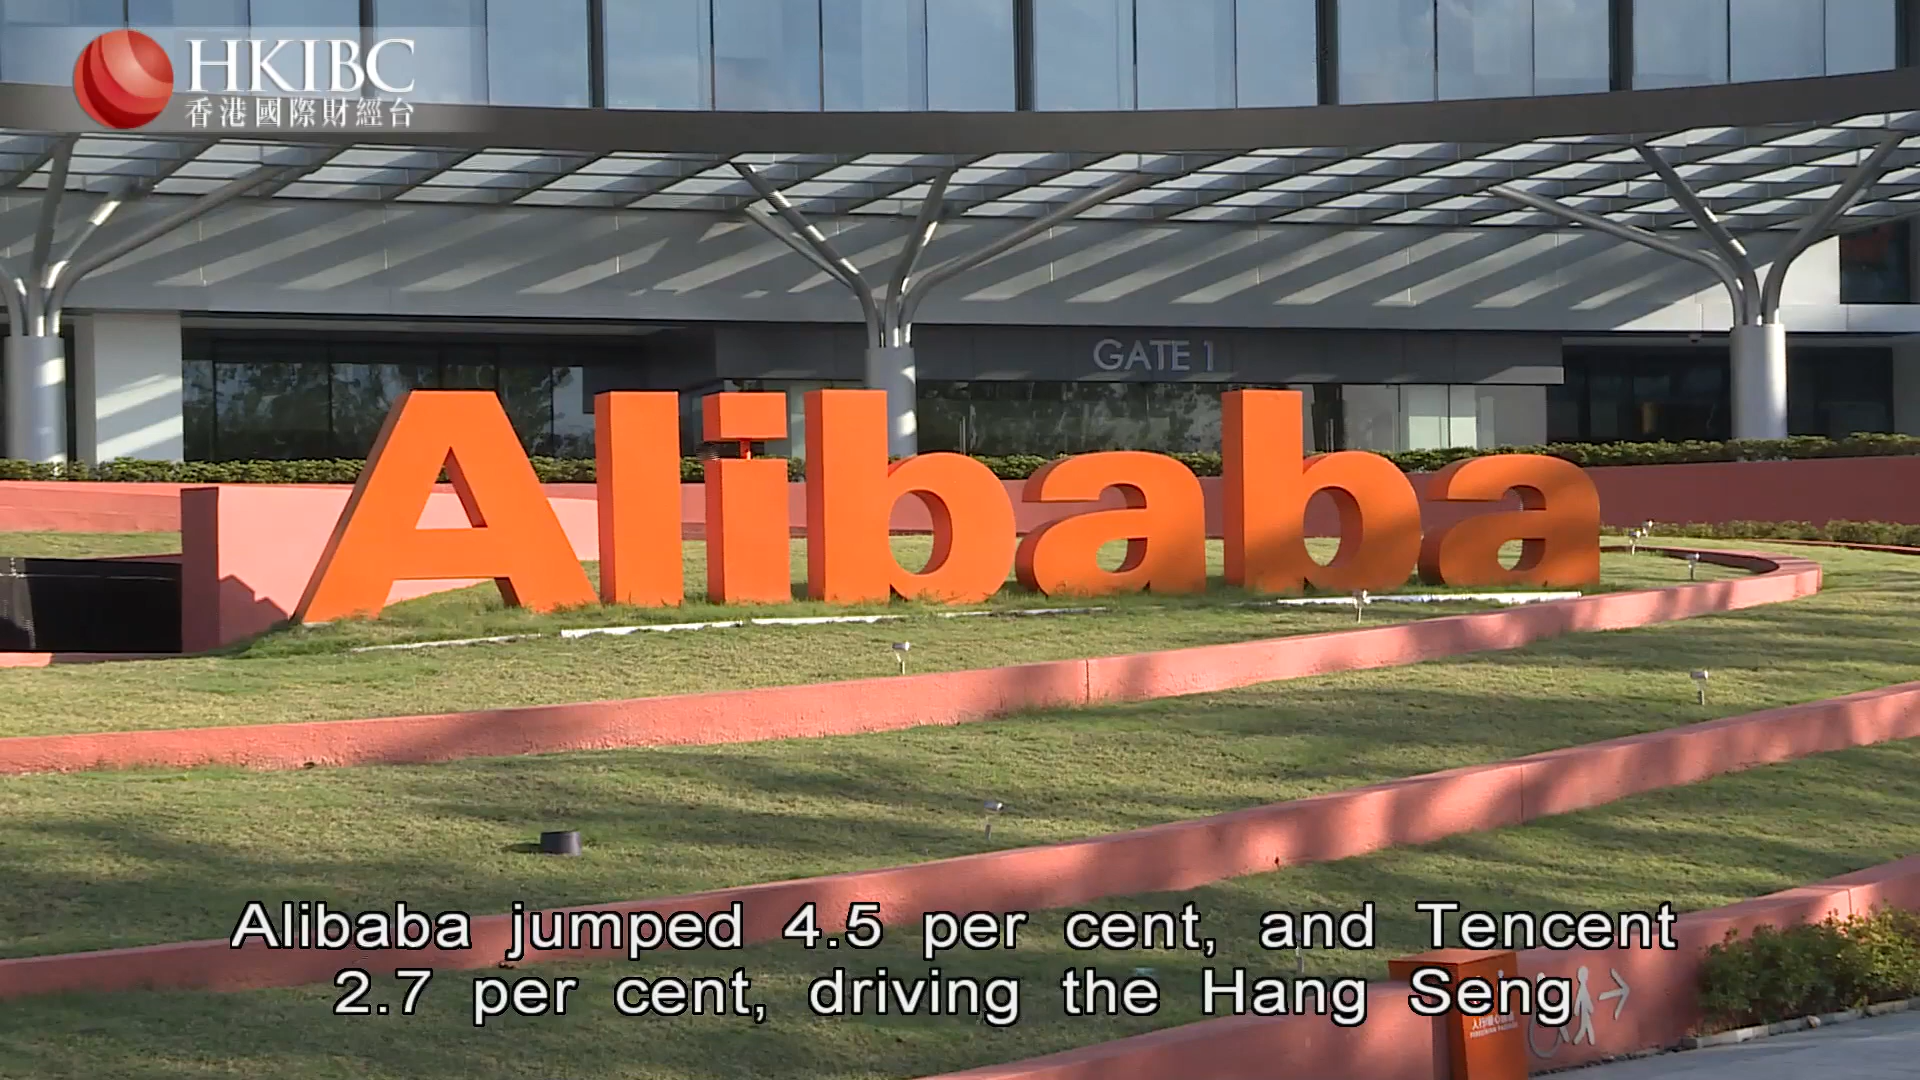 HKIBC
香港國際財經台
GATE 1
Alibaba
Alibaba jumped 4.5 per cent, and Tencent
2.7 per cent, driving the Hang Seng